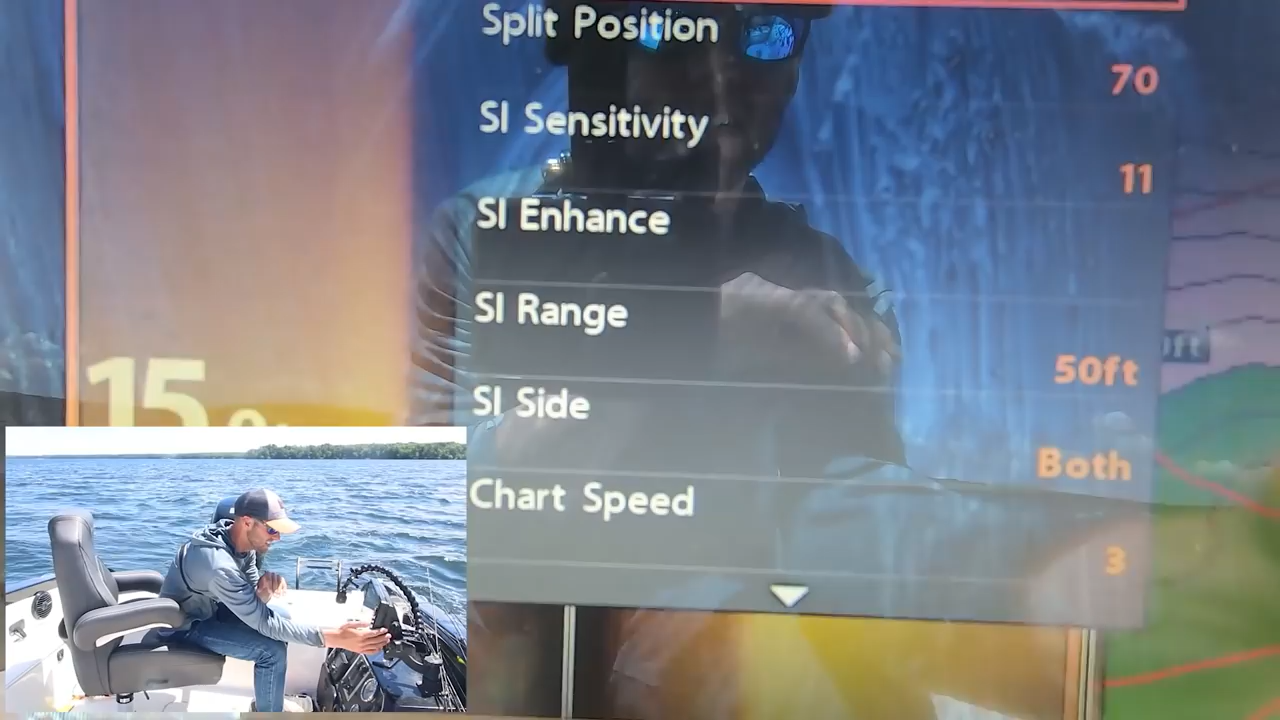 Split Position
70
SI Sensitivity
11
SI Enhance
SI Range
50ft
SI Side
Both
Chart Speed
3
15